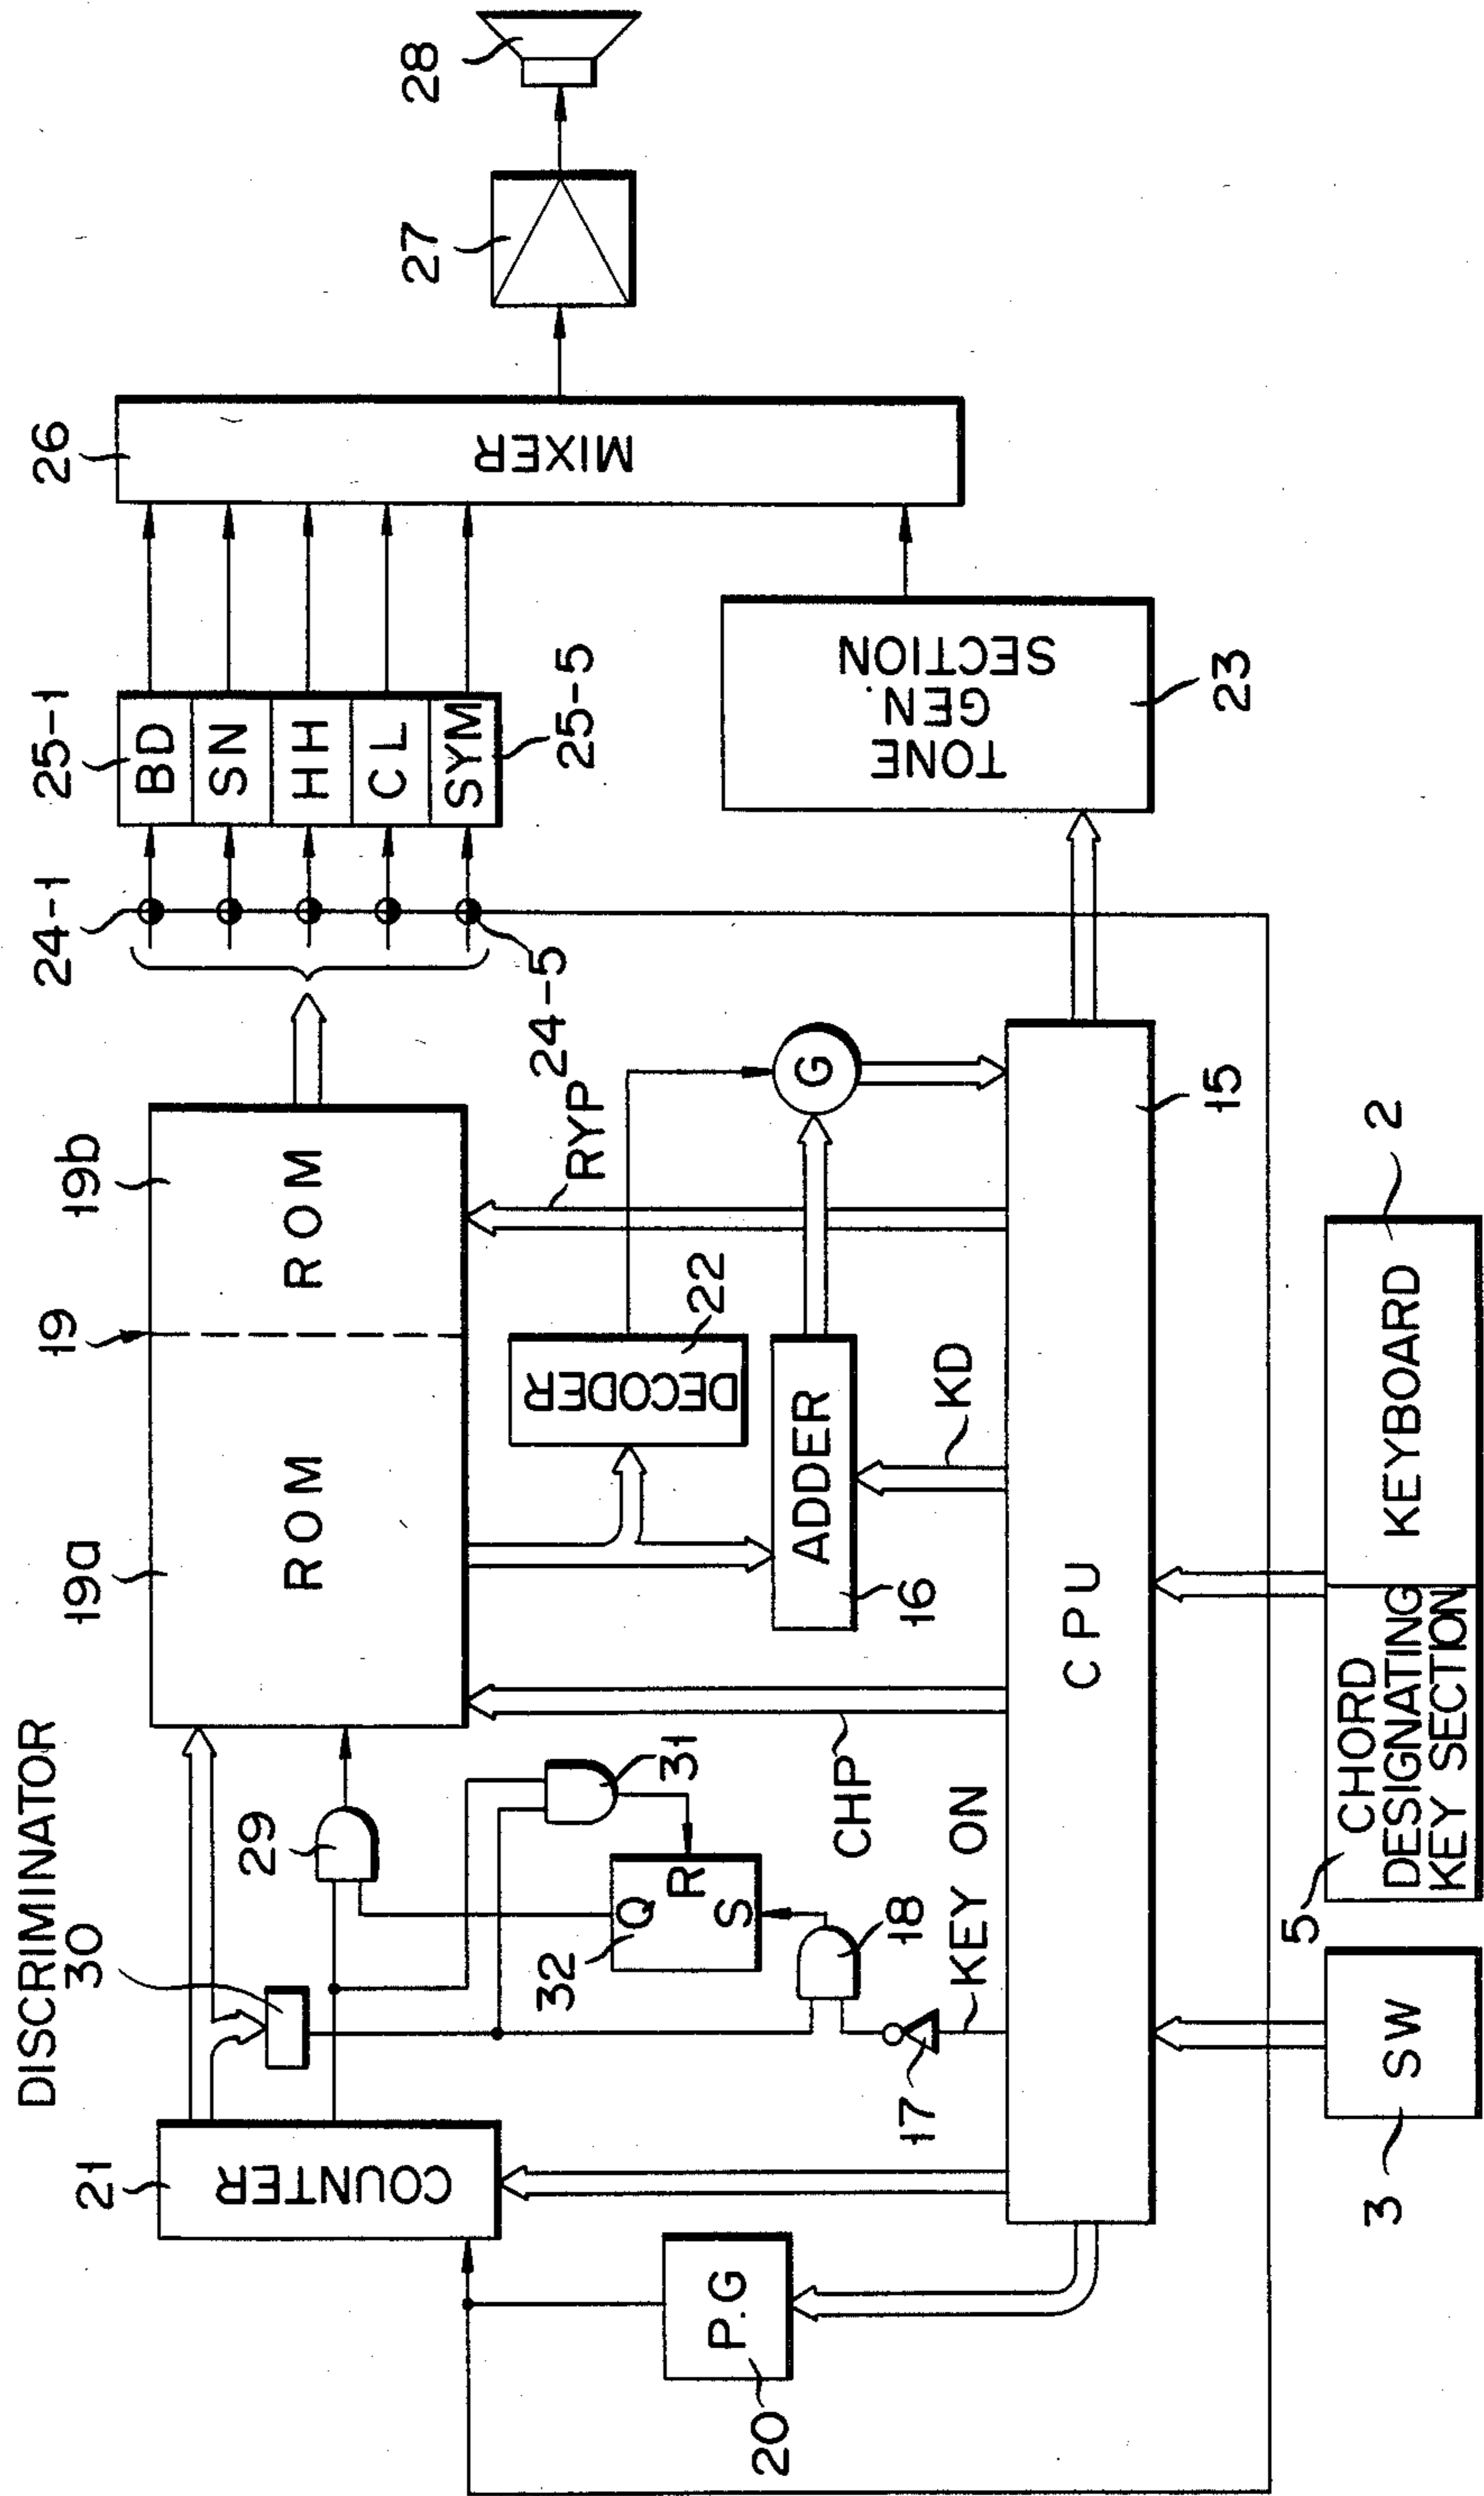 DISCRIMINATOR
30
21
COUNTER
29
19a
19
19b
ROM
ROM
24-1
24-5
25-1
BD
SN
HH
CL
SYM
25-5
26
MIXER
27
28
31
32
Q
R
S
18
17
KEY ON
CHP
DECODER
22
ADDER
16
KD
RYP
G
P.G
20
CPU
15
TONE
GEN.
SECTION
23
SW
3
5
CHORD
DESIGNATING
KEY SECTION
KEYBOARD
2